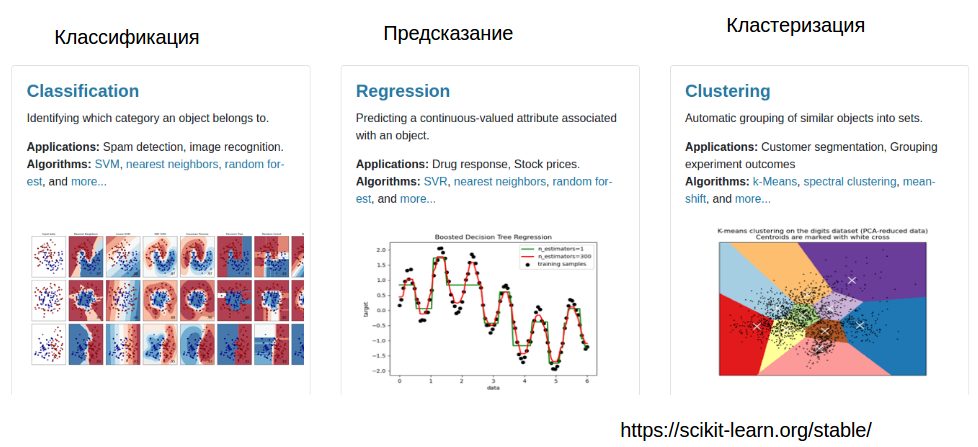 Классификация
Предсказание
Кластеризация
Classification
Identifying which category an object belongs to.
Applications: Spam detection, image recognition.
Algorithms: SVM, nearest neighbors, random for-
est, and more...
Regression
Predicting a continuous-valued attribute associated
with an object.
Applications: Drug response, Stock prices.
Algorithms: SVR, nearest neighbors, random for-
est, and more...
Boosted Decision Tree Regression
n_estimators=1
n_estimators=300
training samples
target
2.0
1.5
1.0
0.5
0.0
−0.5
−1.0
−1.5
−2.0
0 1 2 3 4 5 6
data
Clustering
Automatic grouping of similar objects into sets.
Applications: Customer segmentation, Grouping
experiment outcomes
Algorithms: k-Means, spectral clustering, mean-
shift, and more...
K-means clustering on the digits dataset (PCA-reduced data)
Centroids are marked with white cross
https://scikit-learn.org/stable/